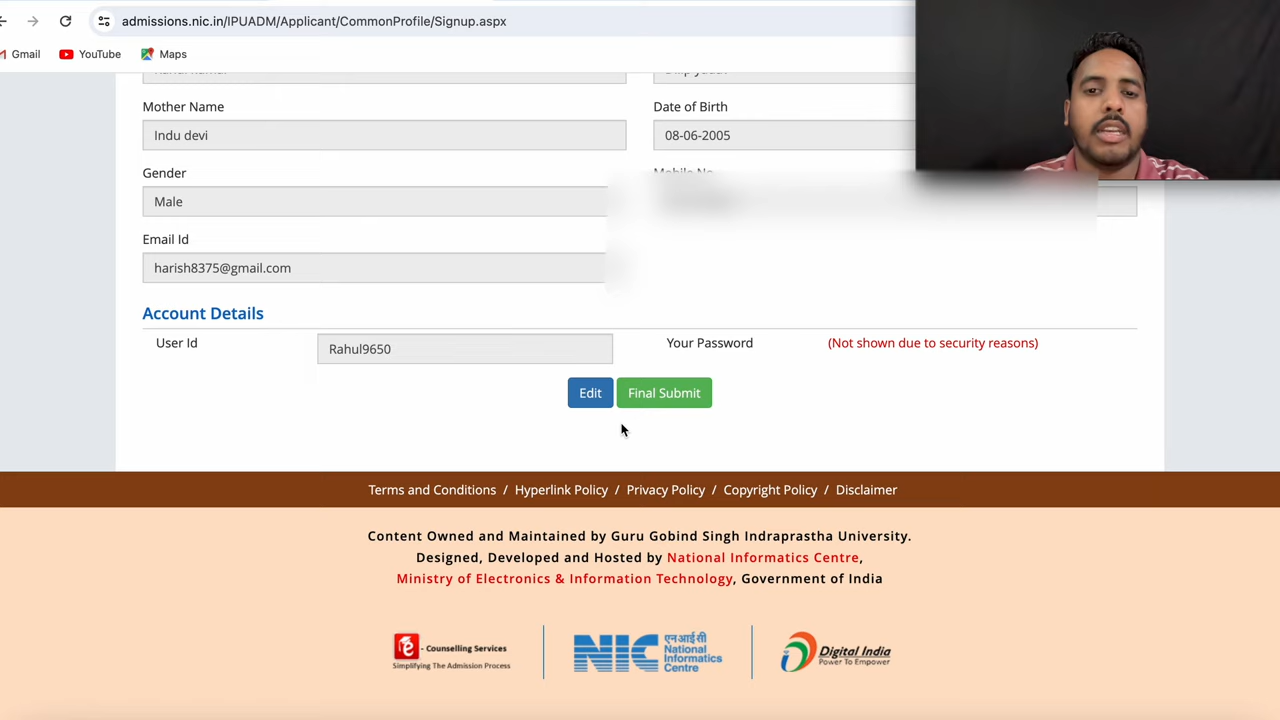 admissions.nic.in/IPUADM/Applicant/CommonProfile/Signup.aspx
Gmail YouTube Maps
Mother Name Date of Birth
Indu devi 08-06-2005
Gender Mobile No
Male
Email Id
harish8375@gmail.com
Account Details
User Id Rahul9650 Your Password (Not shown due to security reasons)
Edit Final Submit
Terms and Conditions / Hyperlink Policy / Privacy Policy / Copyright Policy / Disclaimer
Content Owned and Maintained by Guru Gobind Singh Indraprastha University.
Designed, Developed and Hosted by National Informatics Centre,
Ministry of Electronics & Information Technology, Government of India
e - Counselling Services
Simplifying The Admission Process
NIC एन आई सी
National
Informatics
Centre
Digital India
Power To Empower